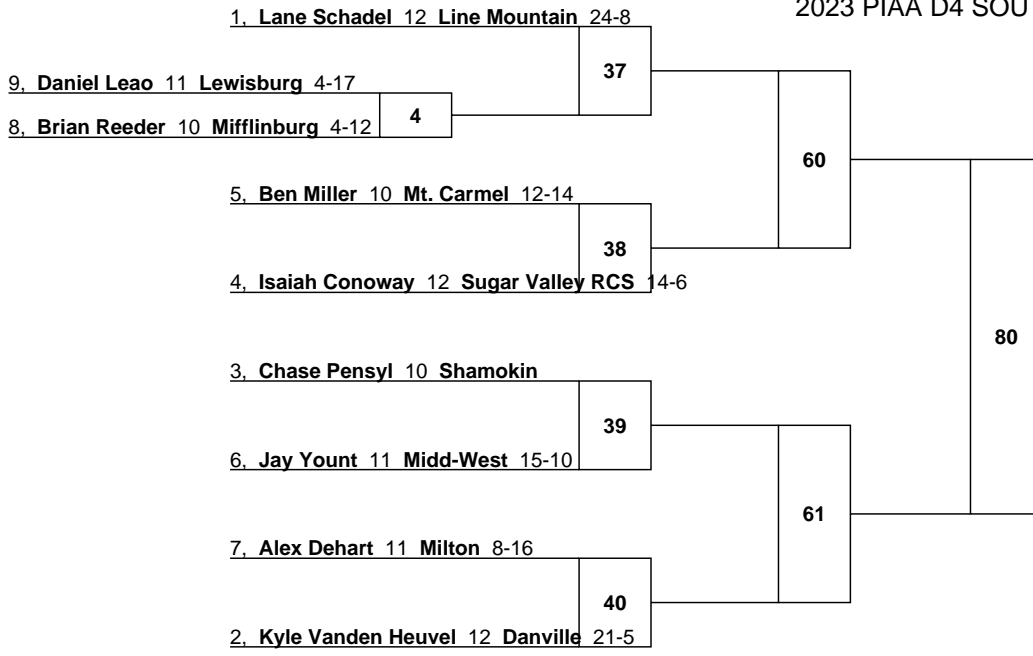 2023 PIAA D4 SOU
1, Lane Schadel 12 Line Mountain 24-8
37
9, Daniel Leao 11 Lewisburg 4-17
4
8, Brian Reeder 10 Mifflinburg 4-12
60
5, Ben Miller 10 Mt. Carmel 12-14
38
4, Isaiah Conoway 12 Sugar Valley RCS 14-6
80
3, Chase Pensyl 10 Shamokin
39
6, Jay Yount 11 Midd-West 15-10
61
7, Alex Dehart 11 Milton 8-16
40
2, Kyle Vanden Heuvel 12 Danville 21-5